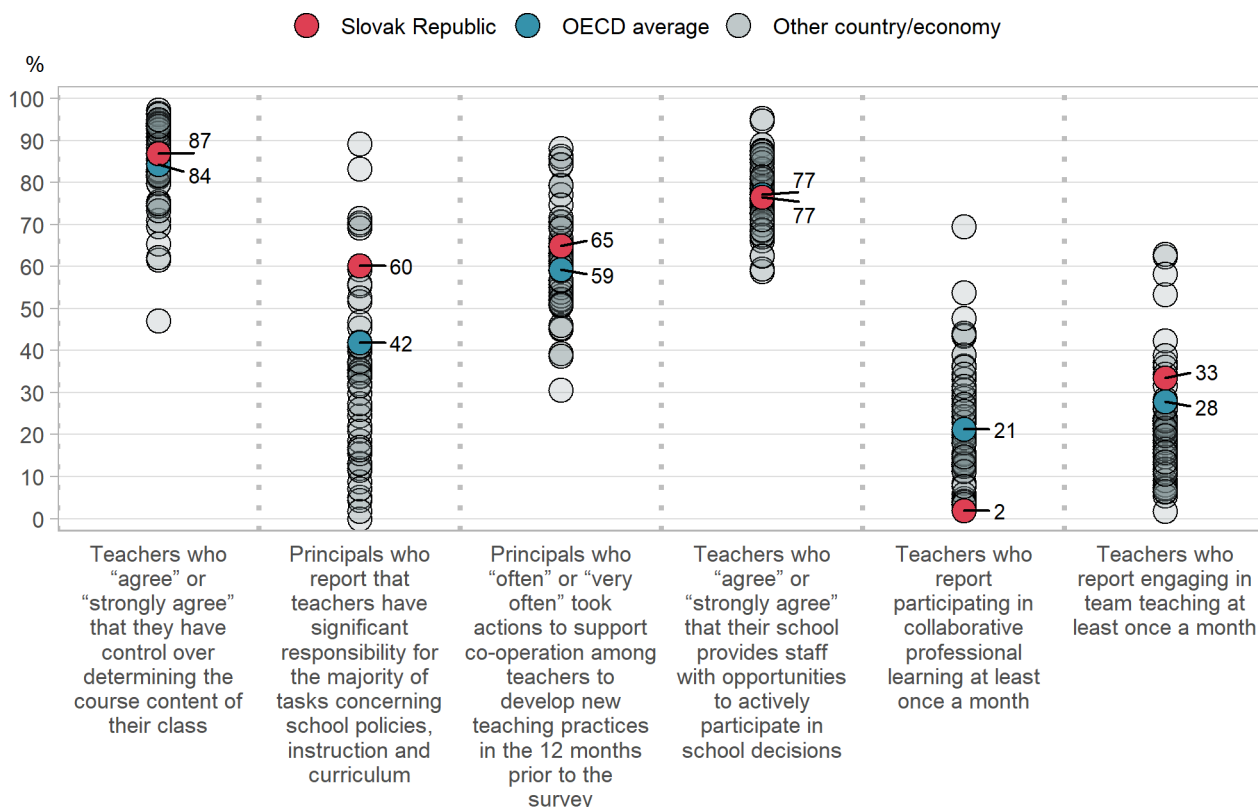 Slovak Republic OECD average Other country/economy
%
100
90
80
70
60
50
40
30
20
10
0
87
84
60
42
65
59
77
77
21
2
33
28
Teachers who
“agree” or
“strongly agree”
that they have
control over
determining the
course content of
their class
Principals who
report that
teachers have
significant
responsibility for
the majority of
tasks concerning
school policies,
instruction and
curriculum
Principals who
“often” or “very
often” took
actions to support
co-operation among
teachers to
develop new
teaching practices
in the 12 months
prior to the
survey
Teachers who
“agree” or
“strongly agree”
that their school
provides staff
with opportunities
to actively
participate in
school decisions
Teachers who
report
participating in
collaborative
professional
learning at least
once a month
Teachers who
report engaging in
team teaching at
least once a month